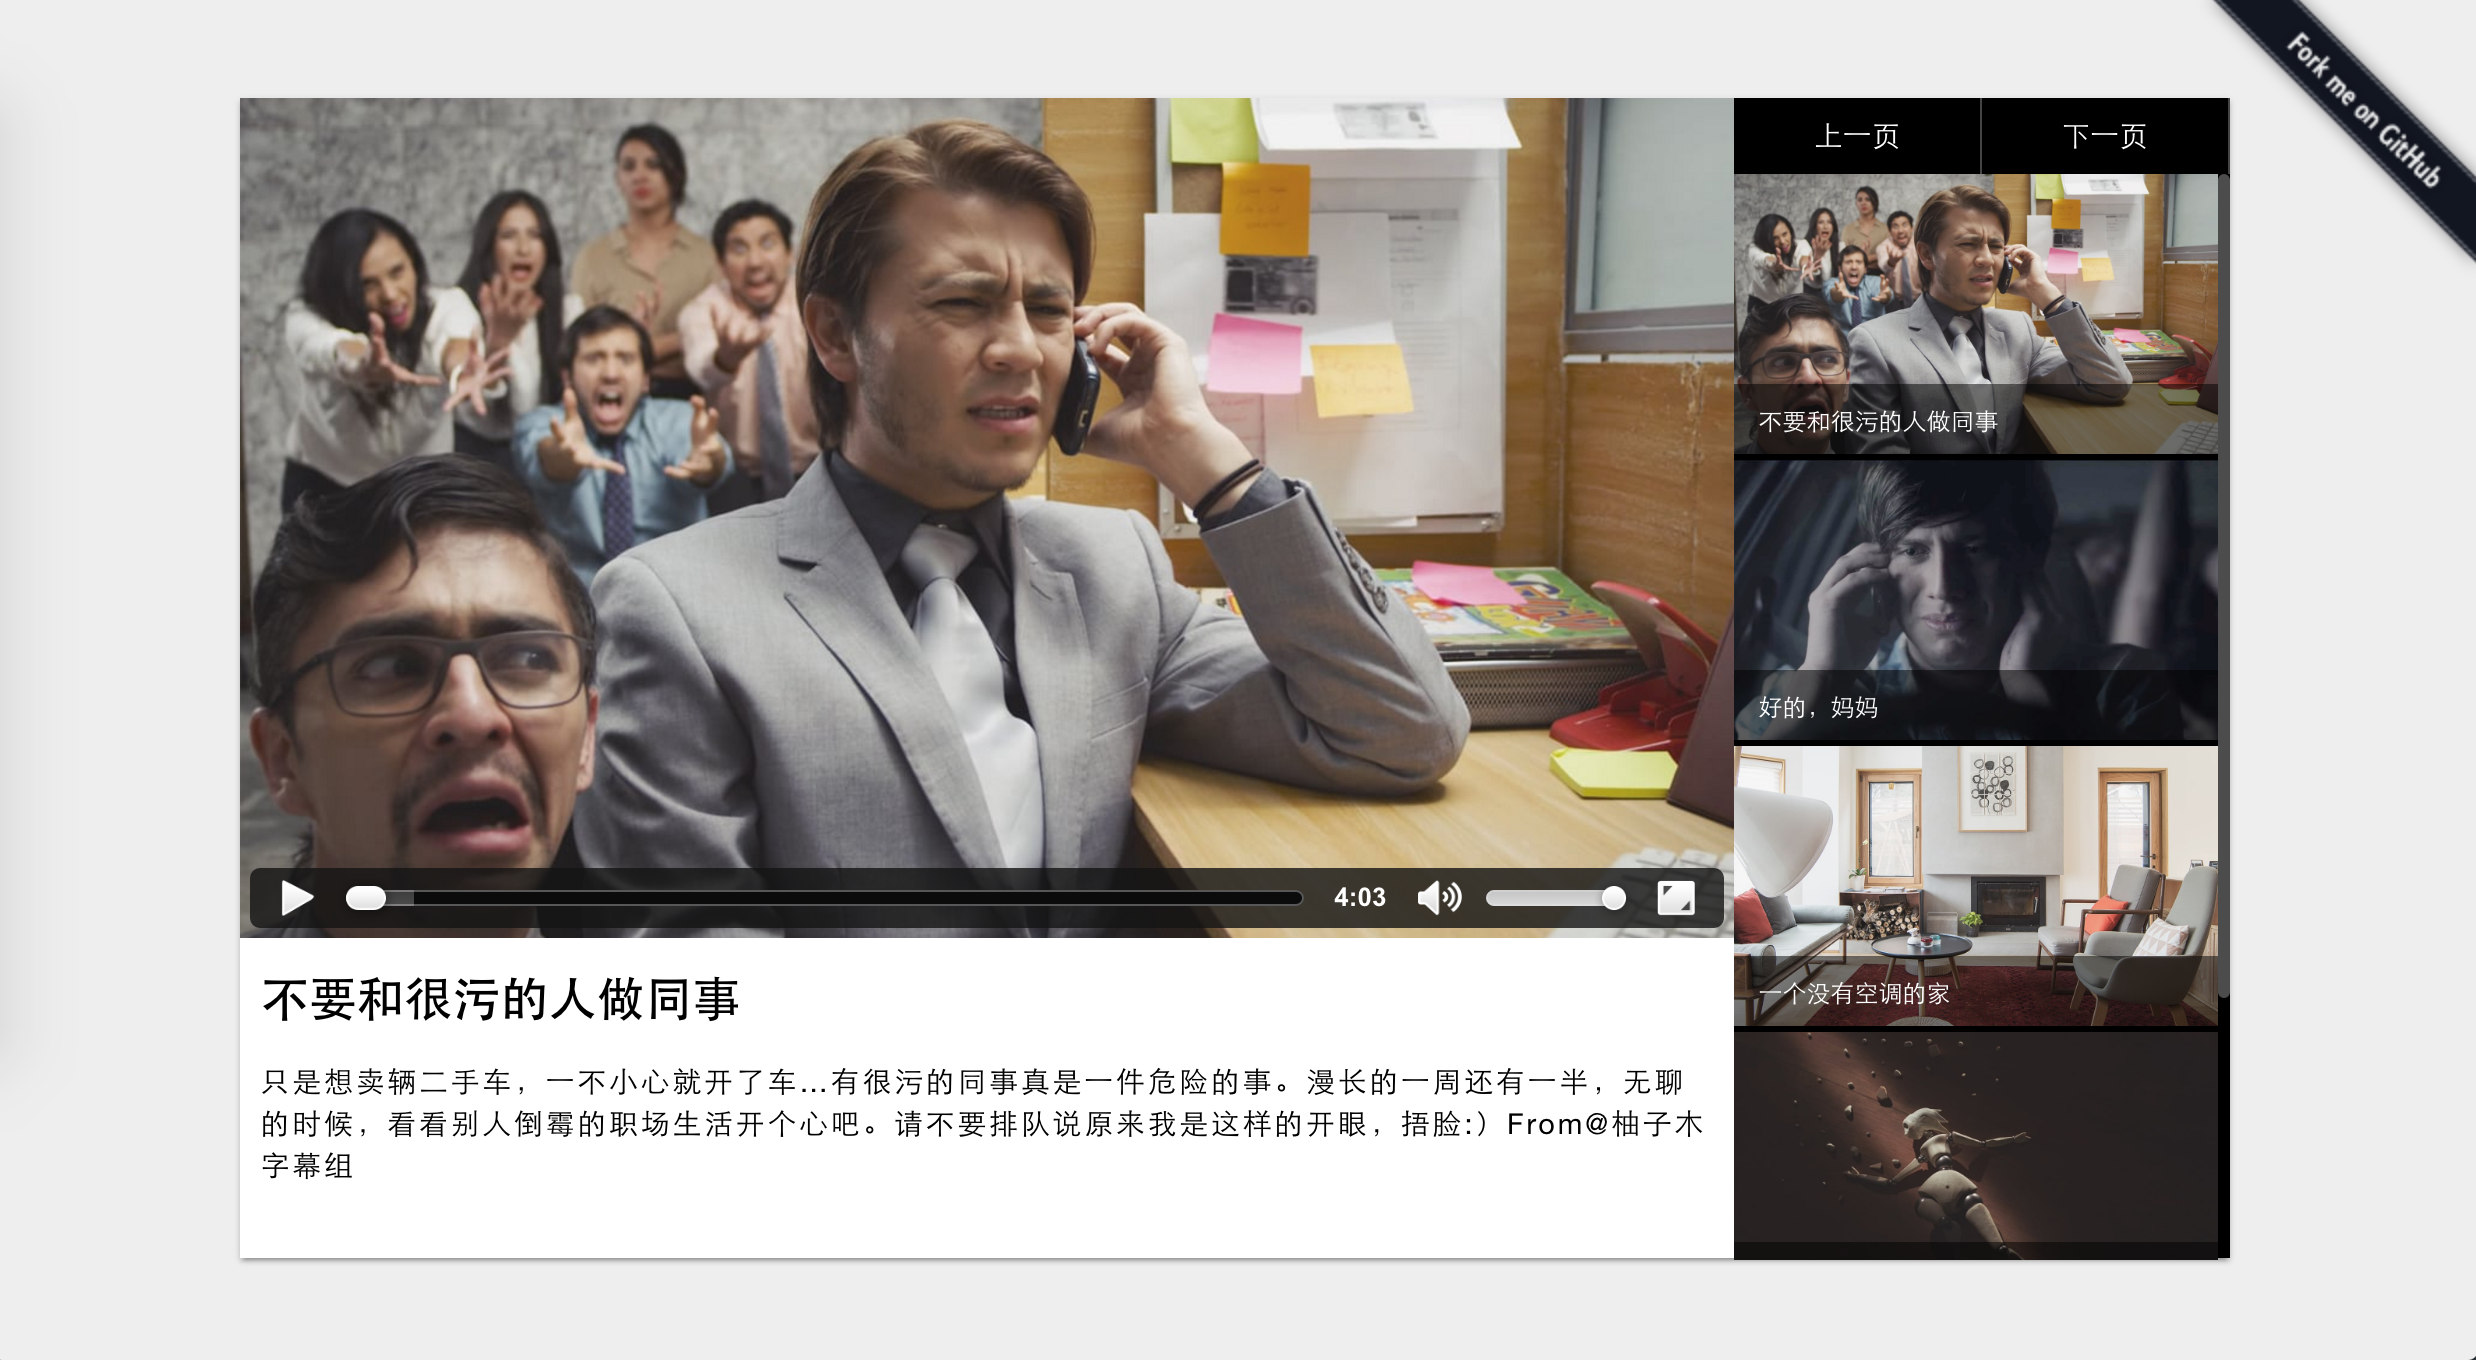 Fork me on GitHub
上一页
下一页
不要和很污的人做同事
好的，妈妈
一个没有空调的家
4:03
不要和很污的人做同事
只是想卖辆二手车，一不小心就开了车...有很污的同事真是一件危险的事。漫长的一周还有一半，无聊
的时候，看看别人倒霉的职场生活开个心吧。请不要排队说原来我是这样的开眼，捂脸:）From@柚子木
字幕组